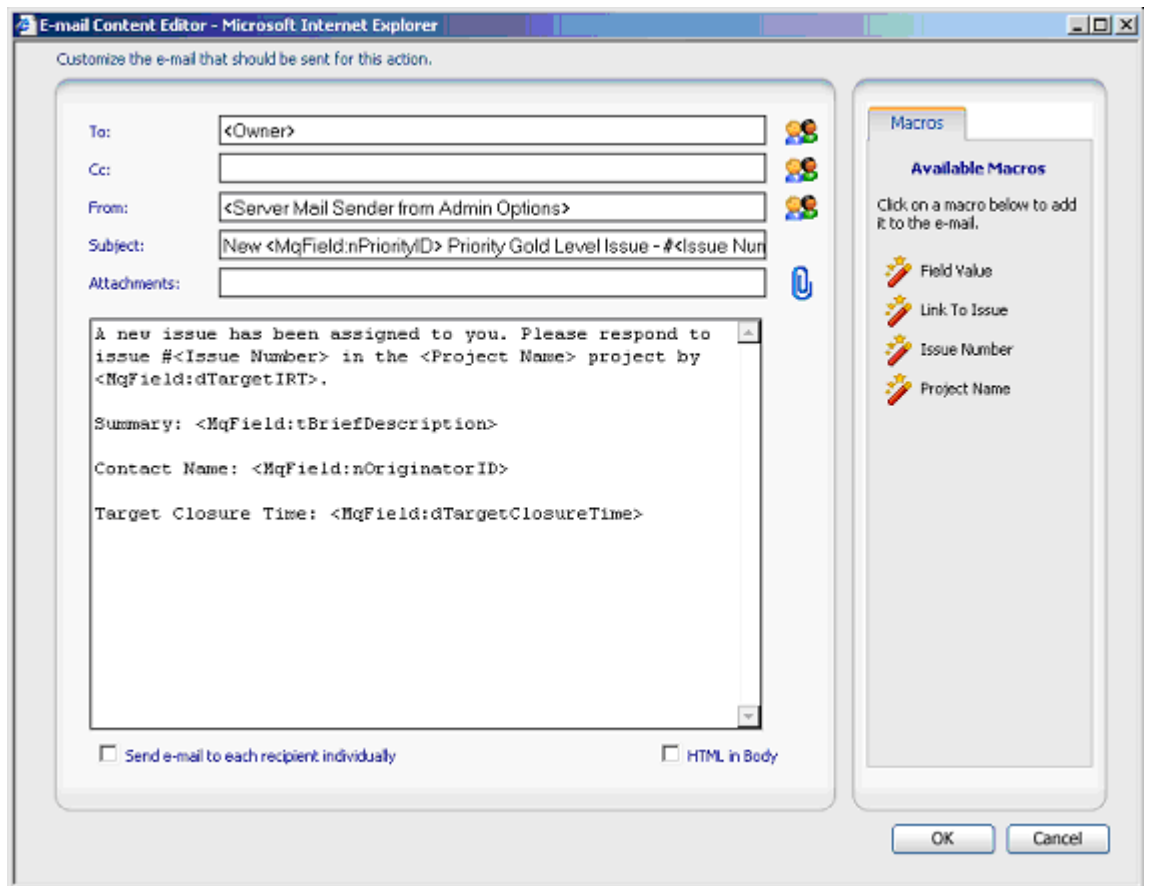 E-mail Content Editor - Microsoft Internet Explorer
Customize the e-mail that should be sent for this action.
To: <Owner>
Cc:
From: <Server Mail Sender from Admin Options>
Subject: New <MqField:nPriorityID> Priority Gold Level Issue - #<Issue Nun
Attachments:
A new issue has been assigned to you. Please respond to
issue #<Issue Number> in the <Project Name> project by
<MqField:dTargetIRT>.
Summary: <MqField:tBriefDescription>
Contact Name: <MqField:nOriginatorID>
Target Closure Time: <MqField:dTargetClosureTime>
Send e-mail to each recipient individually
HTML in Body
Macros
Available Macros
Click on a macro below to add
it to the e-mail.
Field Value
Link To Issue
Issue Number
Project Name
OK
Cancel